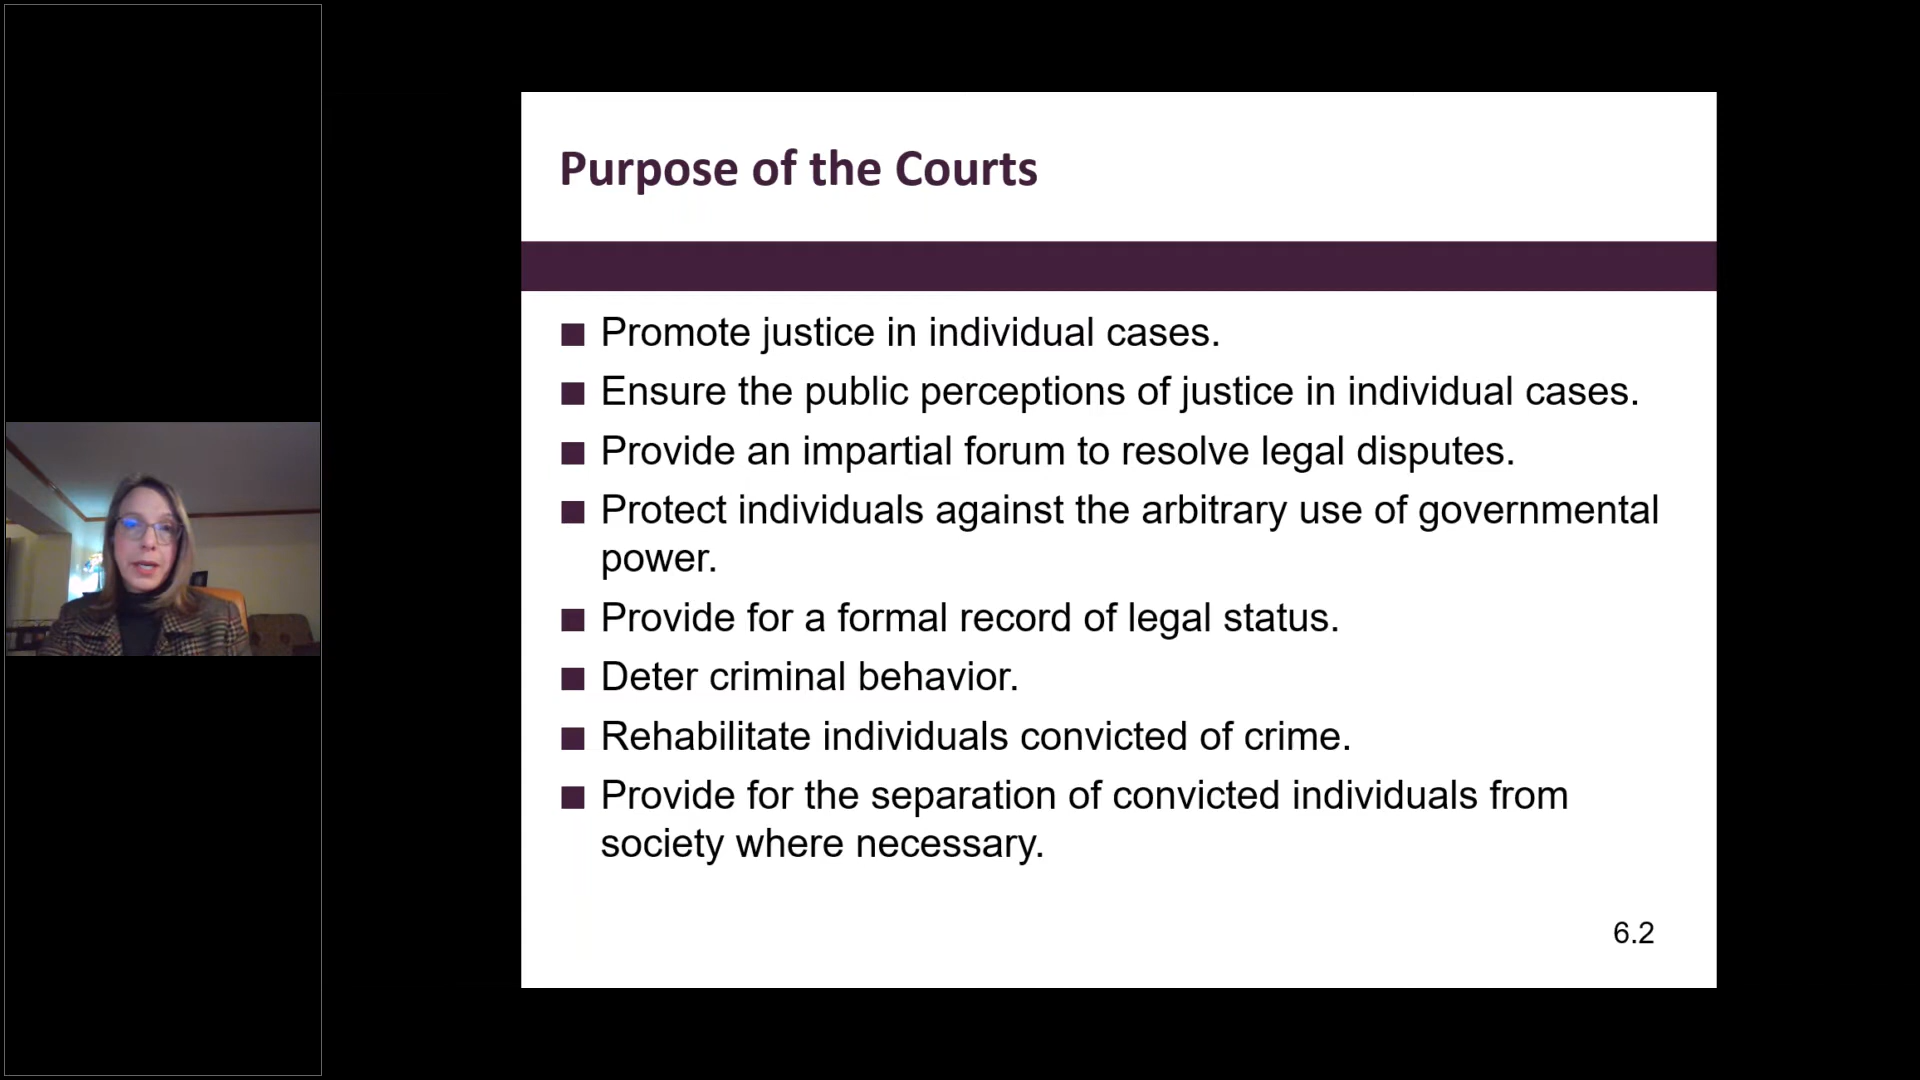 Purpose of the Courts
Promote justice in individual cases.
Ensure the public perceptions of justice in individual cases.
Provide an impartial forum to resolve legal disputes.
Protect individuals against the arbitrary use of governmental
power.
Provide for a formal record of legal status.
Deter criminal behavior.
Rehabilitate individuals convicted of crime.
Provide for the separation of convicted individuals from
society where necessary.
6.2